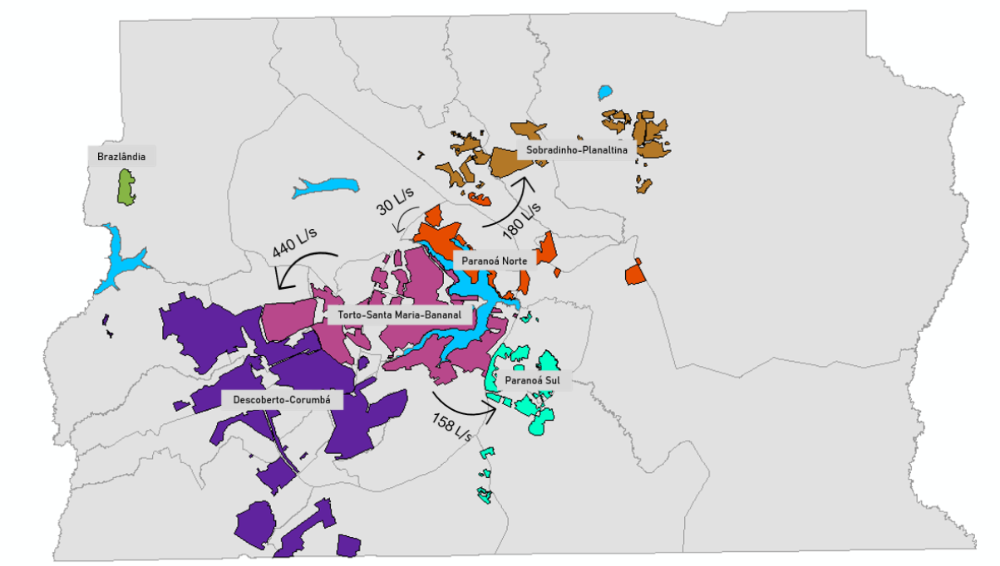 Brazlândia
Sobradinho-Planaltina
30 L/s
180 L/s
440 L/s
Paranoá Norte
Torto-Santa Maria-Bananal
Paranoá Sul
Descoberto-Corumbá
158 L/s